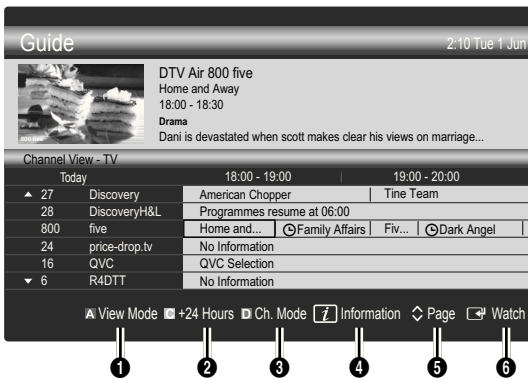 Guide 2:10 Tue 1 Jun
DTV Air 800 five
Home and Away
18:00 - 18:30
Drama
Dani is devastated when scott makes clear his views on marriage...
800 five
Channel View - TV
Today 18:00 - 19:00 19:00 - 20:00
▲ 27 Discovery American Chopper Tine Team
28 DiscoveryH&L Programmes resume at 06:00
800 five Home and... Family Affairs Fiv... Dark Angel
24 price-drop.tv No Information
16 QVC QVC Selection
▼ 6 R4DTT No Information
A View Mode C +24 Hours D Ch. Mode i Information Page Watch
1 2 3 4 5 6